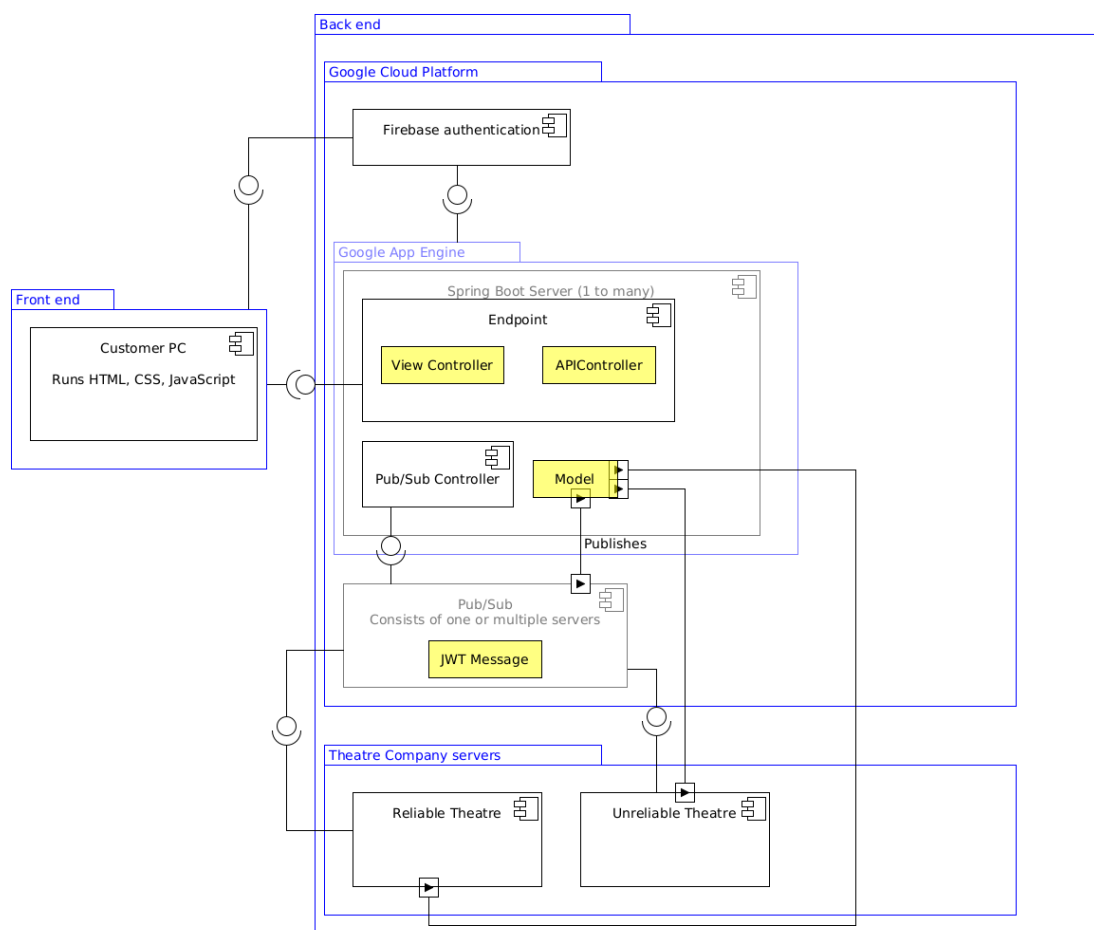 Back end
Google Cloud Platform
Firebase authentication
Google App Engine
Spring Boot Server (1 to many)
Front end
Endpoint
Customer PC
View Controller
APIController
Runs HTML, CSS, JavaScript
Pub/Sub Controller
Model
Publishes
Pub/Sub
Consists of one or multiple servers
JWT Message
Theatre Company servers
Reliable Theatre
Unreliable Theatre